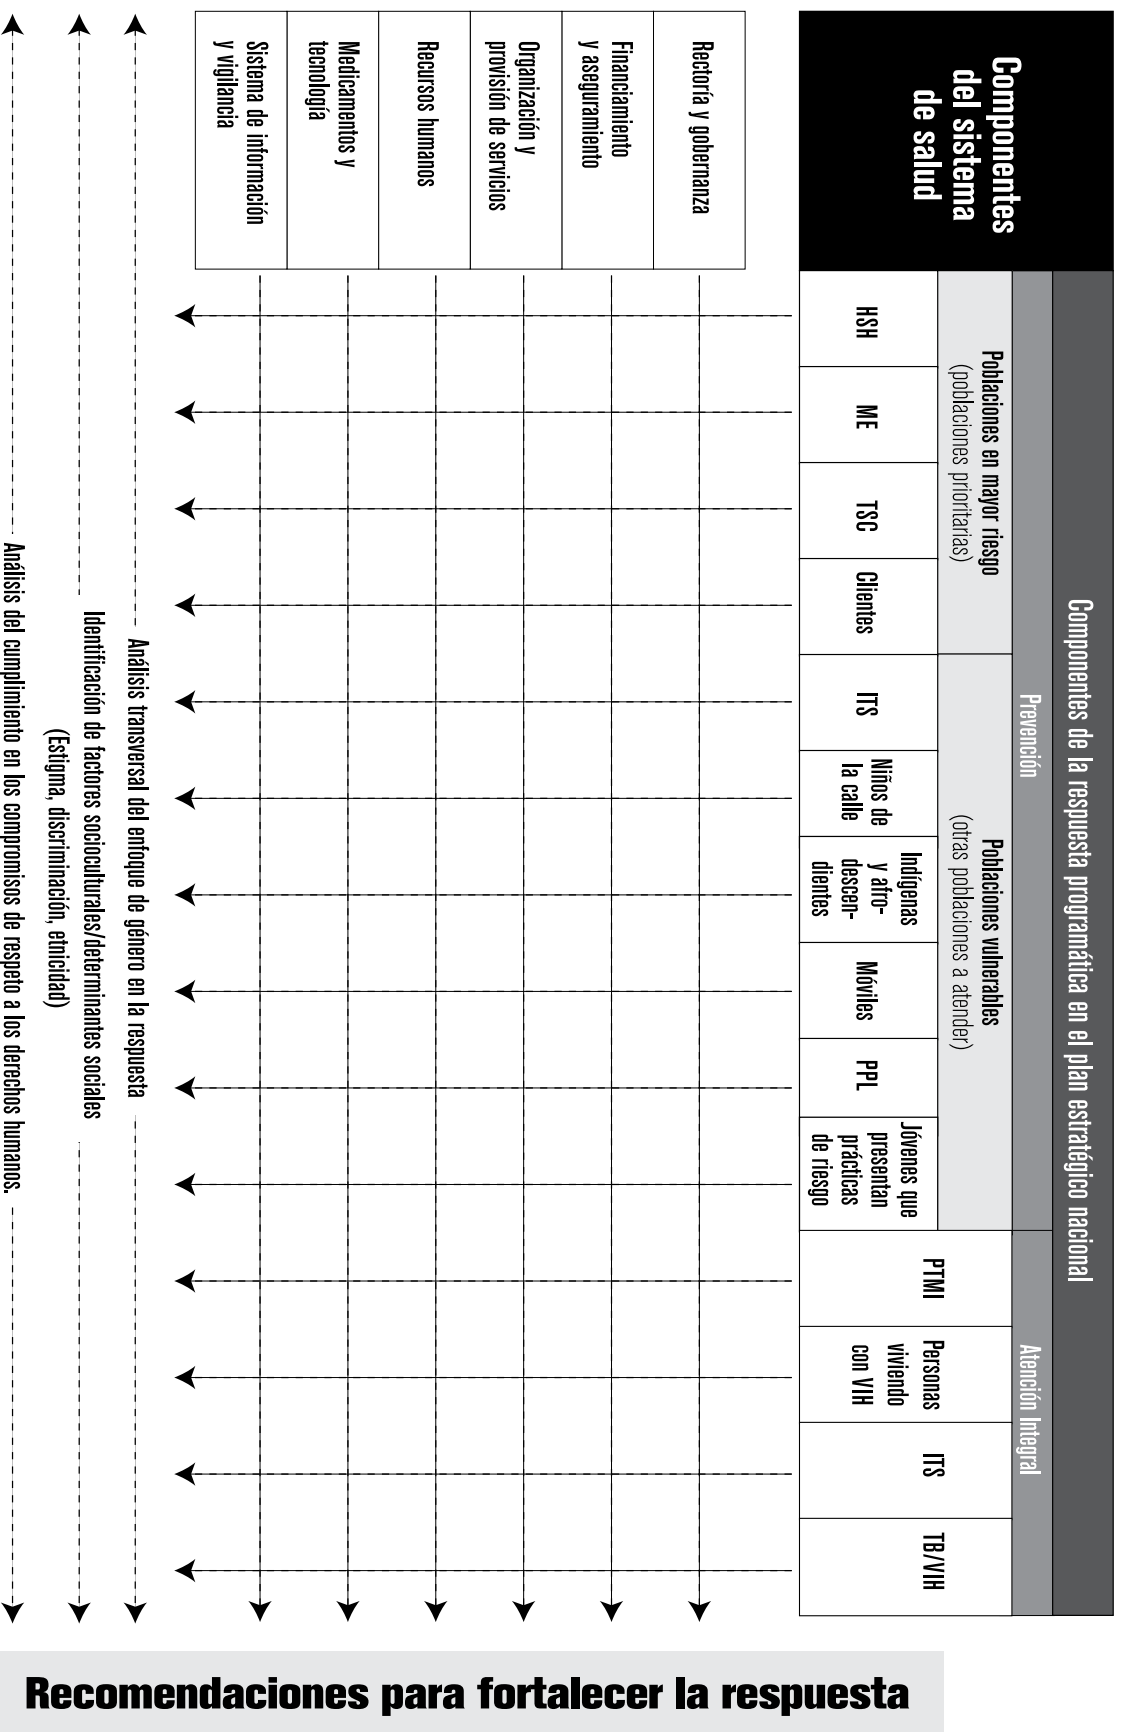 Componentes
del sistema
de salud
Componentes de la respuesta programática en el plan estratégico nacional
Prevención
Atención Integral
Poblaciones en mayor riesgo
(poblaciones prioritarias)
Poblaciones vulnerables
(otras poblaciones a atender)
HSH
ME
TSC
Clientes
ITS
Niños de
la calle
Indígenas
y afro-
descen-
dientes
Móviles
PPL
Jóvenes que
presentan
prácticas
de riesgo
PTMI
Personas
viviendo
con VIH
ITS
TB/VIH
Rectoría y gobernanza
Financiamiento
y aseguramiento
Organización y
provisión de servicios
Recursos humanos
Medicamentos y
tecnología
Sistema de información
y vigilancia
Análisis transversal del enfoque de género en la respuesta
Identificación de factores socioculturales/determinantes sociales
(Estigma, discriminación, etnicidad)
Análisis del cumplimiento en los compromisos de respeto a los derechos humanos.
Recomendaciones para fortalecer la respuesta